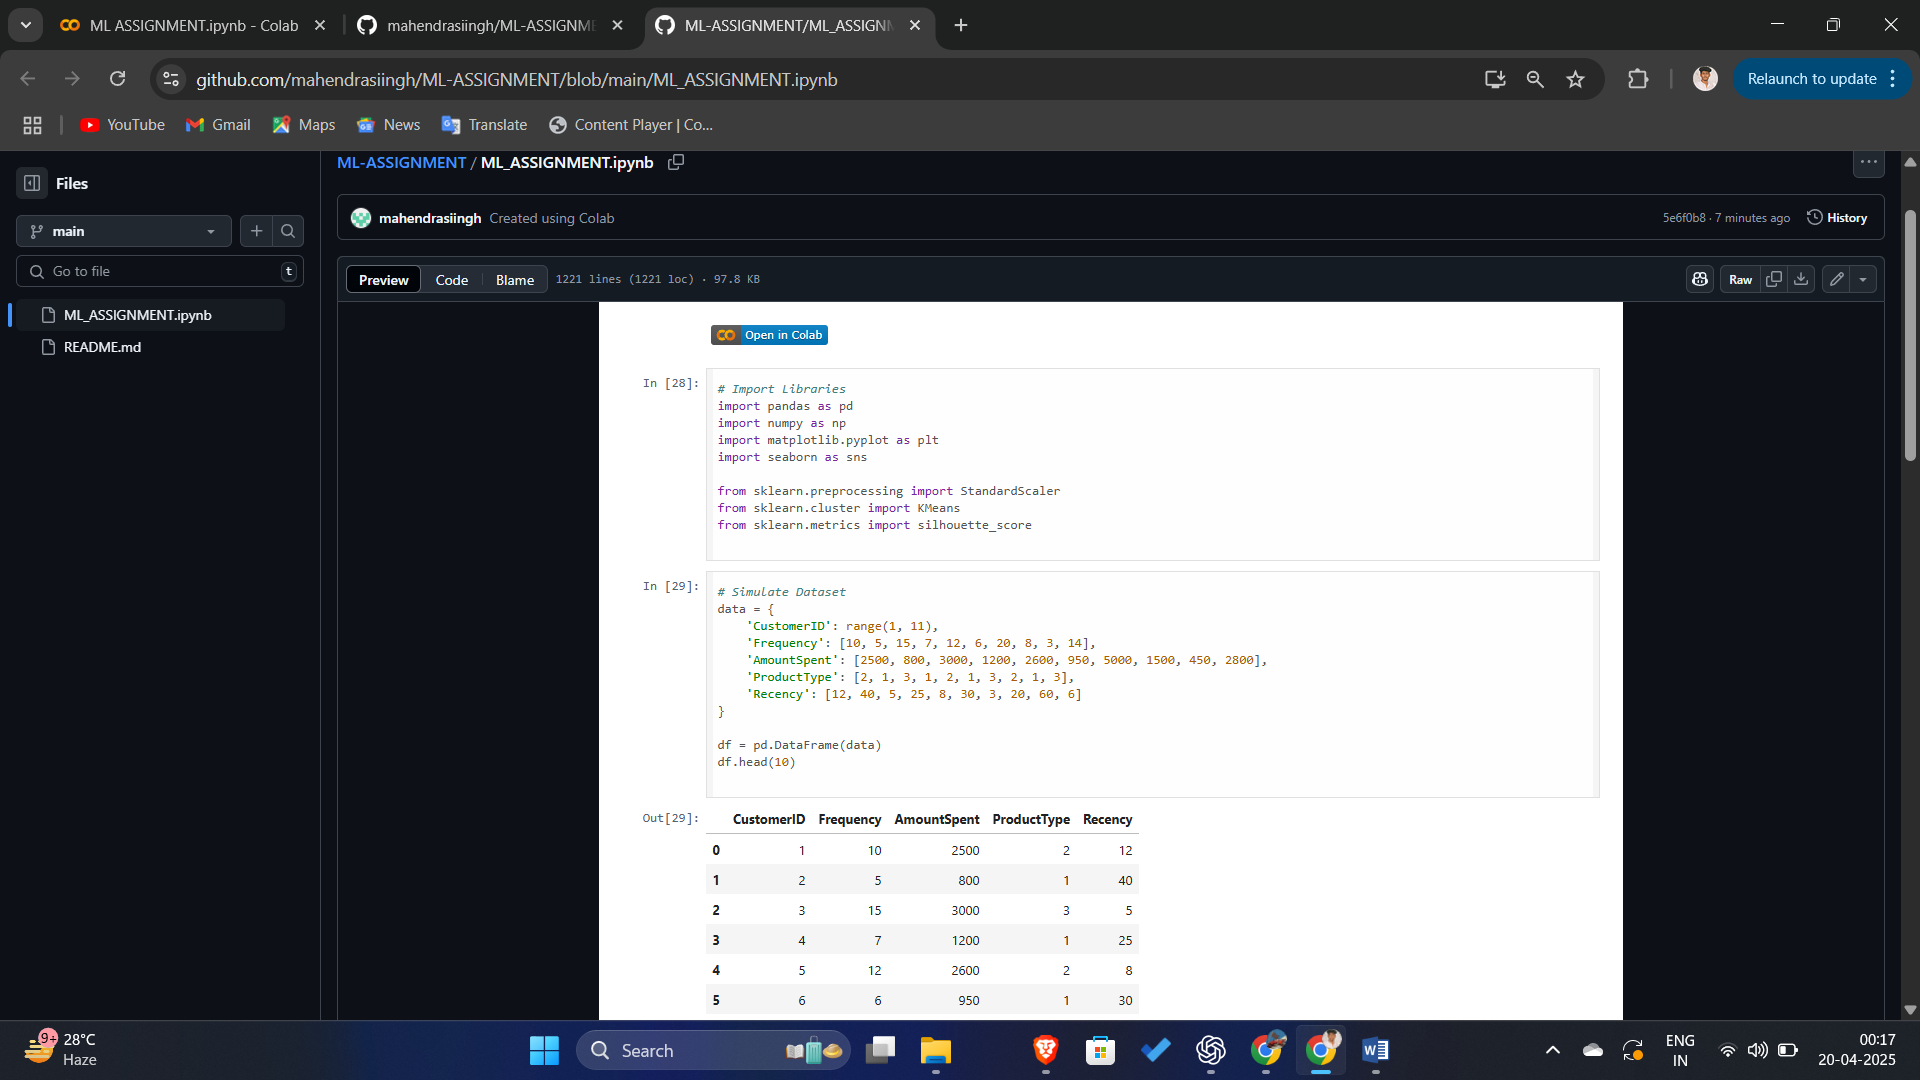 ML ASSIGNMENT.ipynb - Colab
mahendrasiingh/ML-ASSIGNME
ML-ASSIGNMENT/ML_ASSIGN
github.com/mahendrasiingh/ML-ASSIGNMENT/blob/main/ML_ASSIGNMENT.ipynb
Relaunch to update
YouTube Gmail Maps News Translate Content Player | Co...
Files
ML-ASSIGNMENT / ML_ASSIGNMENT.ipynb
main
mahendrasiingh Created using Colab
5e6f0b8 · 7 minutes ago History
Go to file t
Preview Code Blame 1221 lines (1221 loc) · 97.8 KB
Raw
ML_ASSIGNMENT.ipynb
README.md
Open in Colab
In [28]:
# Import Libraries
import pandas as pd
import numpy as np
import matplotlib.pyplot as plt
import seaborn as sns
from sklearn.preprocessing import StandardScaler
from sklearn.cluster import KMeans
from sklearn.metrics import silhouette_score
In [29]:
# Simulate Dataset
data = {
'CustomerID': range(1, 11),
'Frequency': [10, 5, 15, 7, 12, 6, 20, 8, 3, 14],
'AmountSpent': [2500, 800, 3000, 1200, 2600, 950, 5000, 1500, 450, 2800],
'ProductType': [2, 1, 3, 1, 2, 1, 3, 2, 1, 3],
'Recency': [12, 40, 5, 25, 8, 30, 3, 20, 60, 6]
}
df = pd.DataFrame(data)
df.head(10)
Out[29]:
CustomerID Frequency AmountSpent ProductType Recency
0 1 10 2500 2 12
1 2 5 800 1 40
2 3 15 3000 3 5
3 4 7 1200 1 25
4 5 12 2600 2 8
5 6 6 950 1 30
9+
28°C
Haze
Search
ENG
IN
00:17
20-04-2025